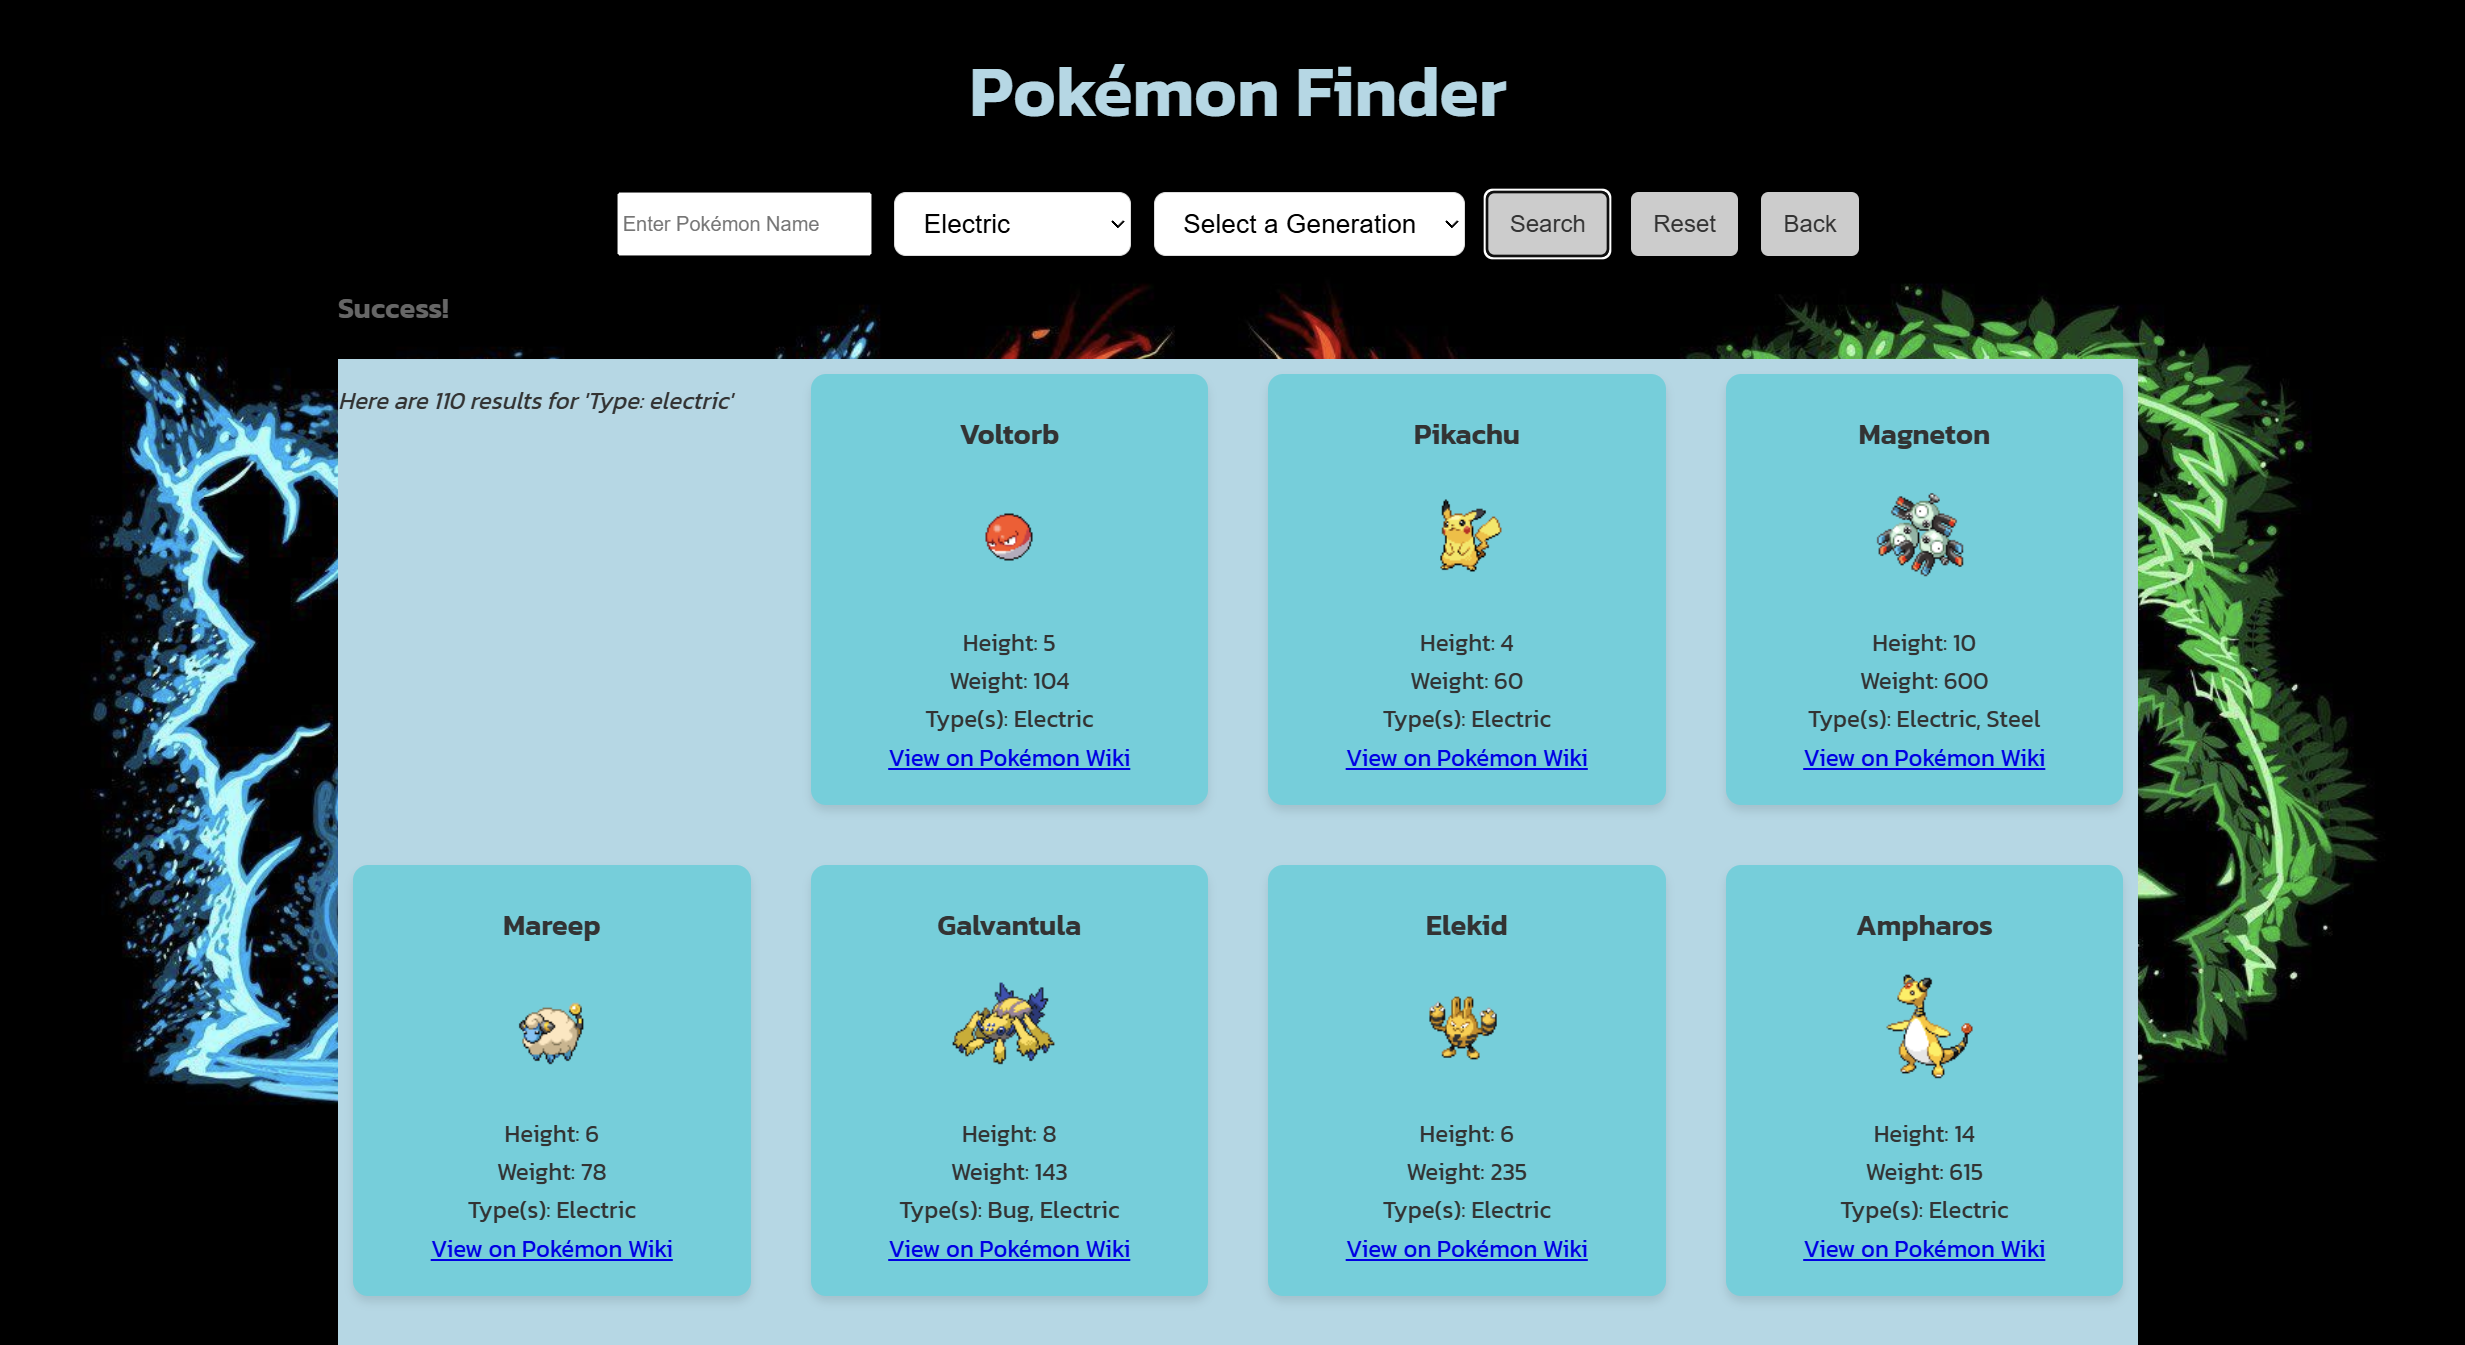 Pokémon Finder
Enter Pokémon Name
Electric
Select a Generation
Search
Reset
Back
Success!
Here are 110 results for 'Type: electric'
Voltorb
Height: 5
Weight: 104
Type(s): Electric
View on Pokémon Wiki
Pikachu
Height: 4
Weight: 60
Type(s): Electric
View on Pokémon Wiki
Magneton
Height: 10
Weight: 600
Type(s): Electric, Steel
View on Pokémon Wiki
Mareep
Height: 6
Weight: 78
Type(s): Electric
View on Pokémon Wiki
Galvantula
Height: 8
Weight: 143
Type(s): Bug, Electric
View on Pokémon Wiki
Elekid
Height: 6
Weight: 235
Type(s): Electric
View on Pokémon Wiki
Ampharos
Height: 14
Weight: 615
Type(s): Electric
View on Pokémon Wiki